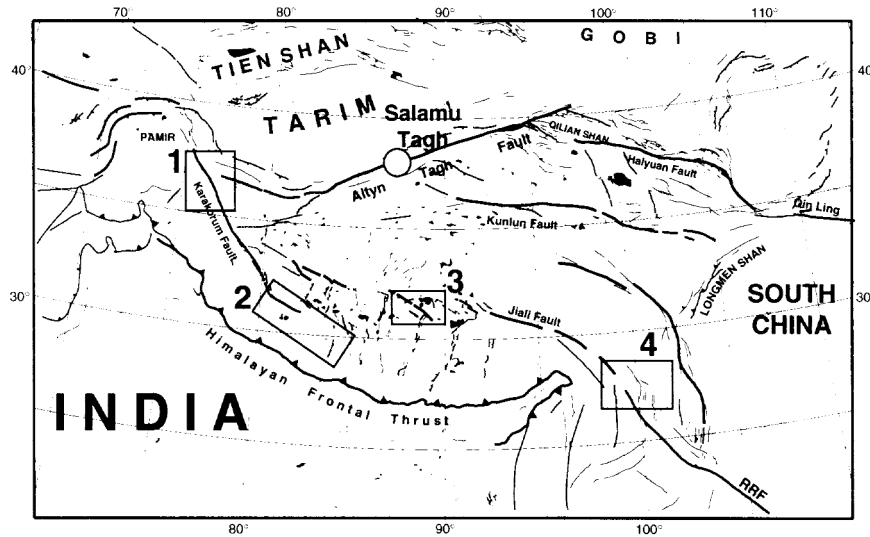 70° 80° 90° 100° 110°
G O B I
TIEN SHAN
40° 40°
TARIM
Salamu
Tagh
PAMIR
QILIAN SHAN
Fault
1
Haiyuan Fault
Tagh
Altyn
Karakorum Fault
Qin Ling
Kunlun Fault
LONGMEN SHAN
3
2
30° 30°
SOUTH
CHINA
Jiali Fault
4
Himalayan Frontal Thrust
INDIA
RRF
80° 90° 100°